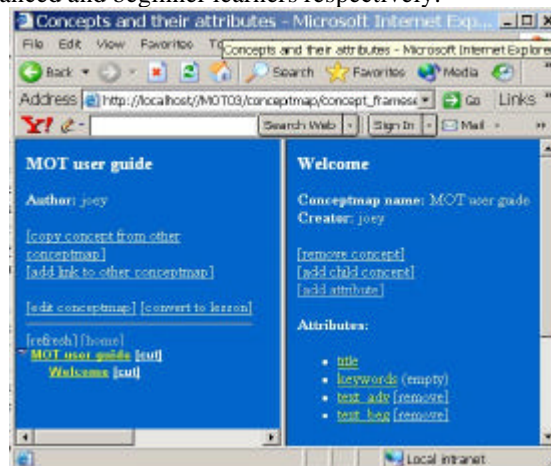 anced and beginner learners respectively.
Concepts and their attributes - Microsoft Internet Exp...
File Edit View Favorites
Concepts and their attributes - Microsoft Internet Explore
Back Search Favorites Media
Address http://localhost//MOT03/conceptmap/concept_frames Go Links
Y! Search Web Sign In Mail
MOT user guide
Author: joey
[copy concept from other
conceptmap]
[add link to other conceptmap]
[edit conceptmap] [convert to lesson]
[refresh] [home]
MOT user guide [cut]
Welcome [cut]
Welcome
Conceptmap name: MOT user guide
Creator: joey
[remove concept]
[add child concept]
[add attribute]
Attributes:
title
keywords (empty)
text_adv [remove]
text_beg [remove]
Local intranet